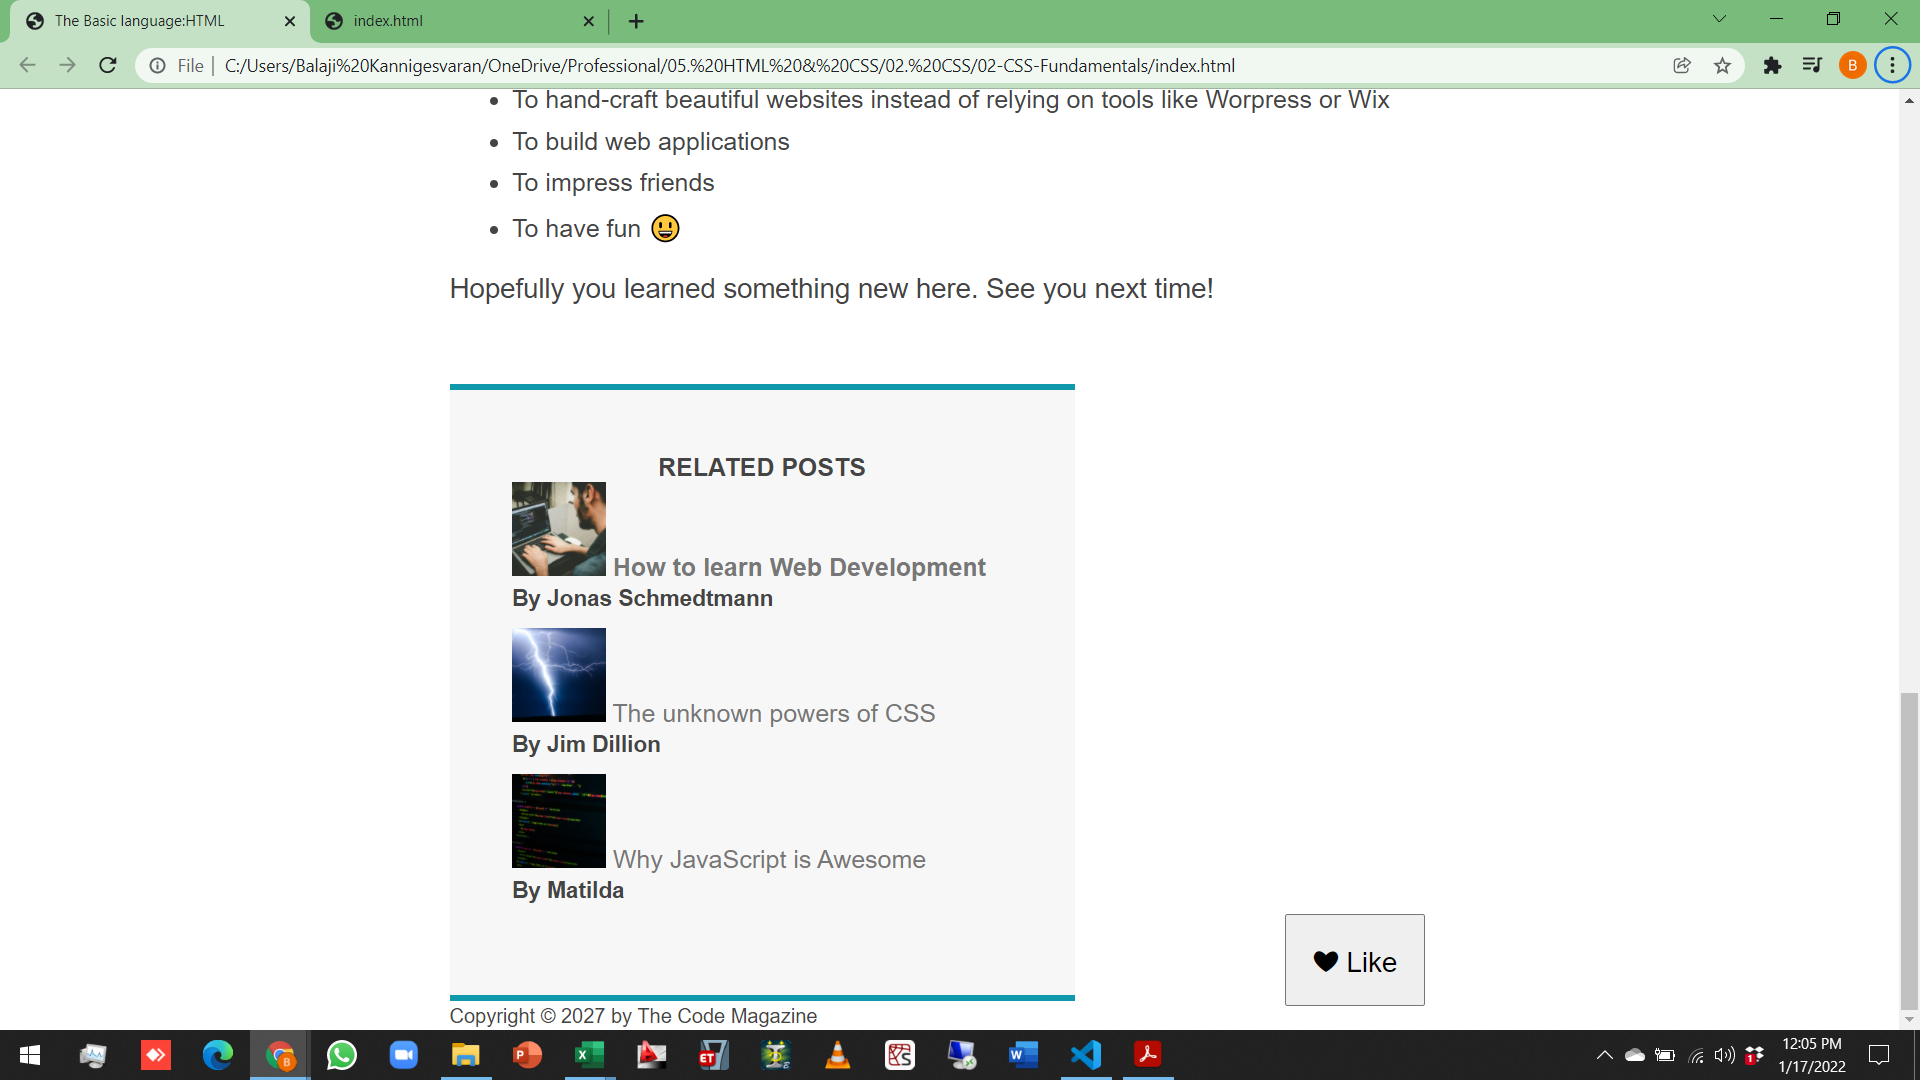 The Basic language:HTML
index.html
File
C:/Users/Balaji%20Kannigesvaran/OneDrive/Professional/05.%20HTML%20&%20CSS/02.%20CSS/02-CSS-Fundamentals/index.html
B
To hand-craft beautiful websites instead of relying on tools like Worpress or Wix
To build web applications
To impress friends
To have fun 😃
Hopefully you learned something new here. See you next time!
RELATED POSTS
How to learn Web Development
By Jonas Schmedtmann
The unknown powers of CSS
By Jim Dillion
Why JavaScript is Awesome
By Matilda
♥ Like
Copyright © 2027 by The Code Magazine
12:05 PM
1/17/2022